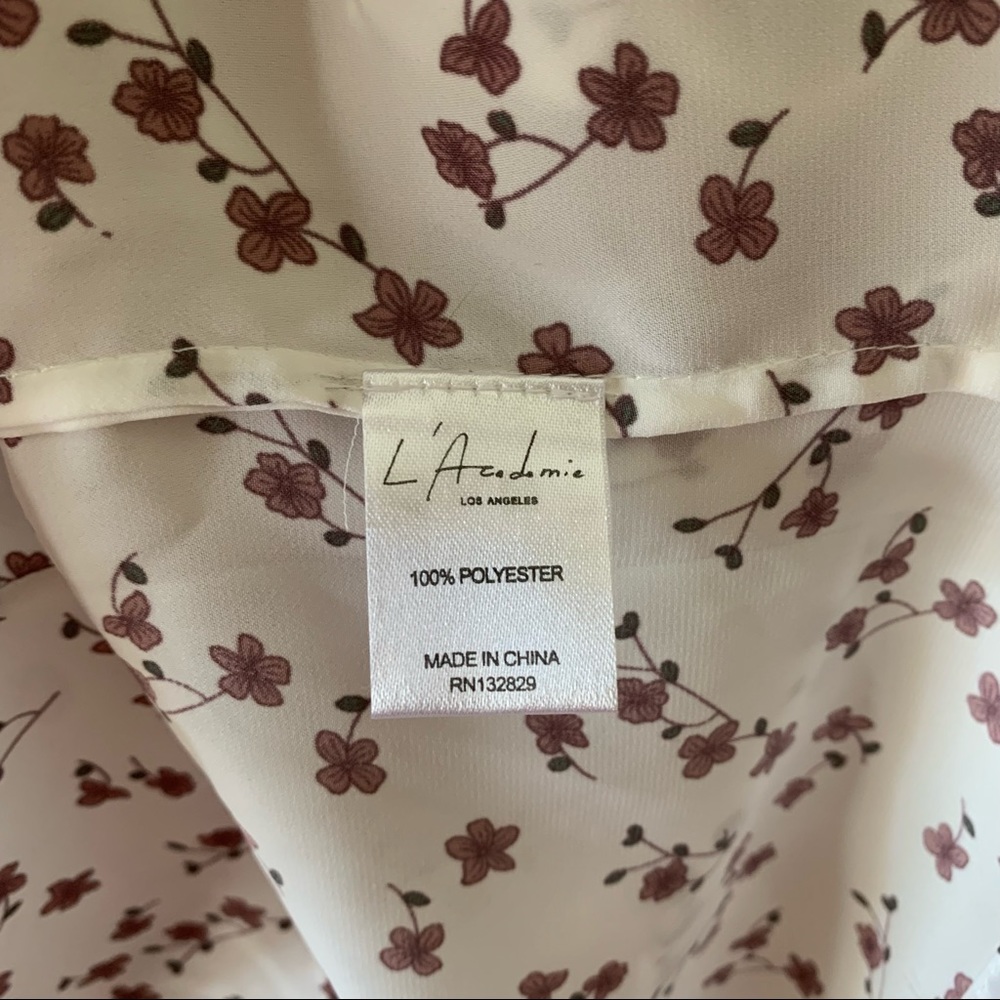 L'Academie
LOS ANGELES
100% POLYESTER
MADE IN CHINA
RN132829